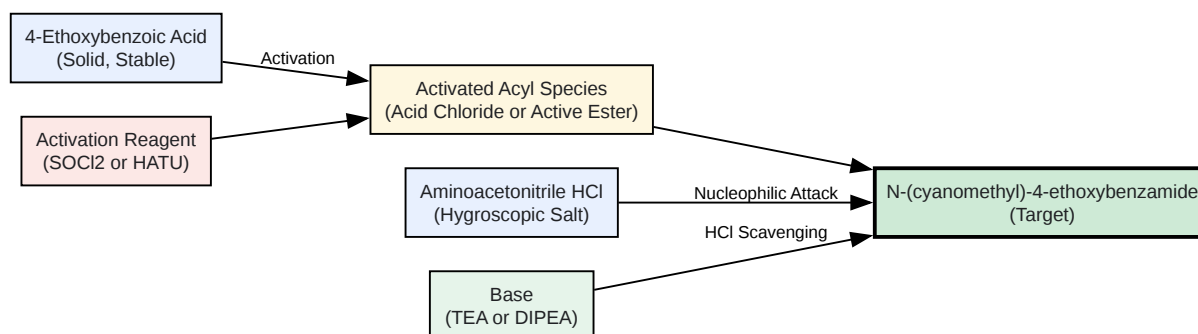 4-Ethoxybenzoic Acid
(Solid, Stable)
Activation
Activation Reagent
(SOCl2 or HATU)
Activated Acyl Species
(Acid Chloride or Active Ester)
Aminoacetonitrile HCl
(Hygroscopic Salt)
Nucleophilic Attack
HCl Scavenging
Base
(TEA or DIPEA)
N-(cyanomethyl)-4-ethoxybenzamide
(Target)